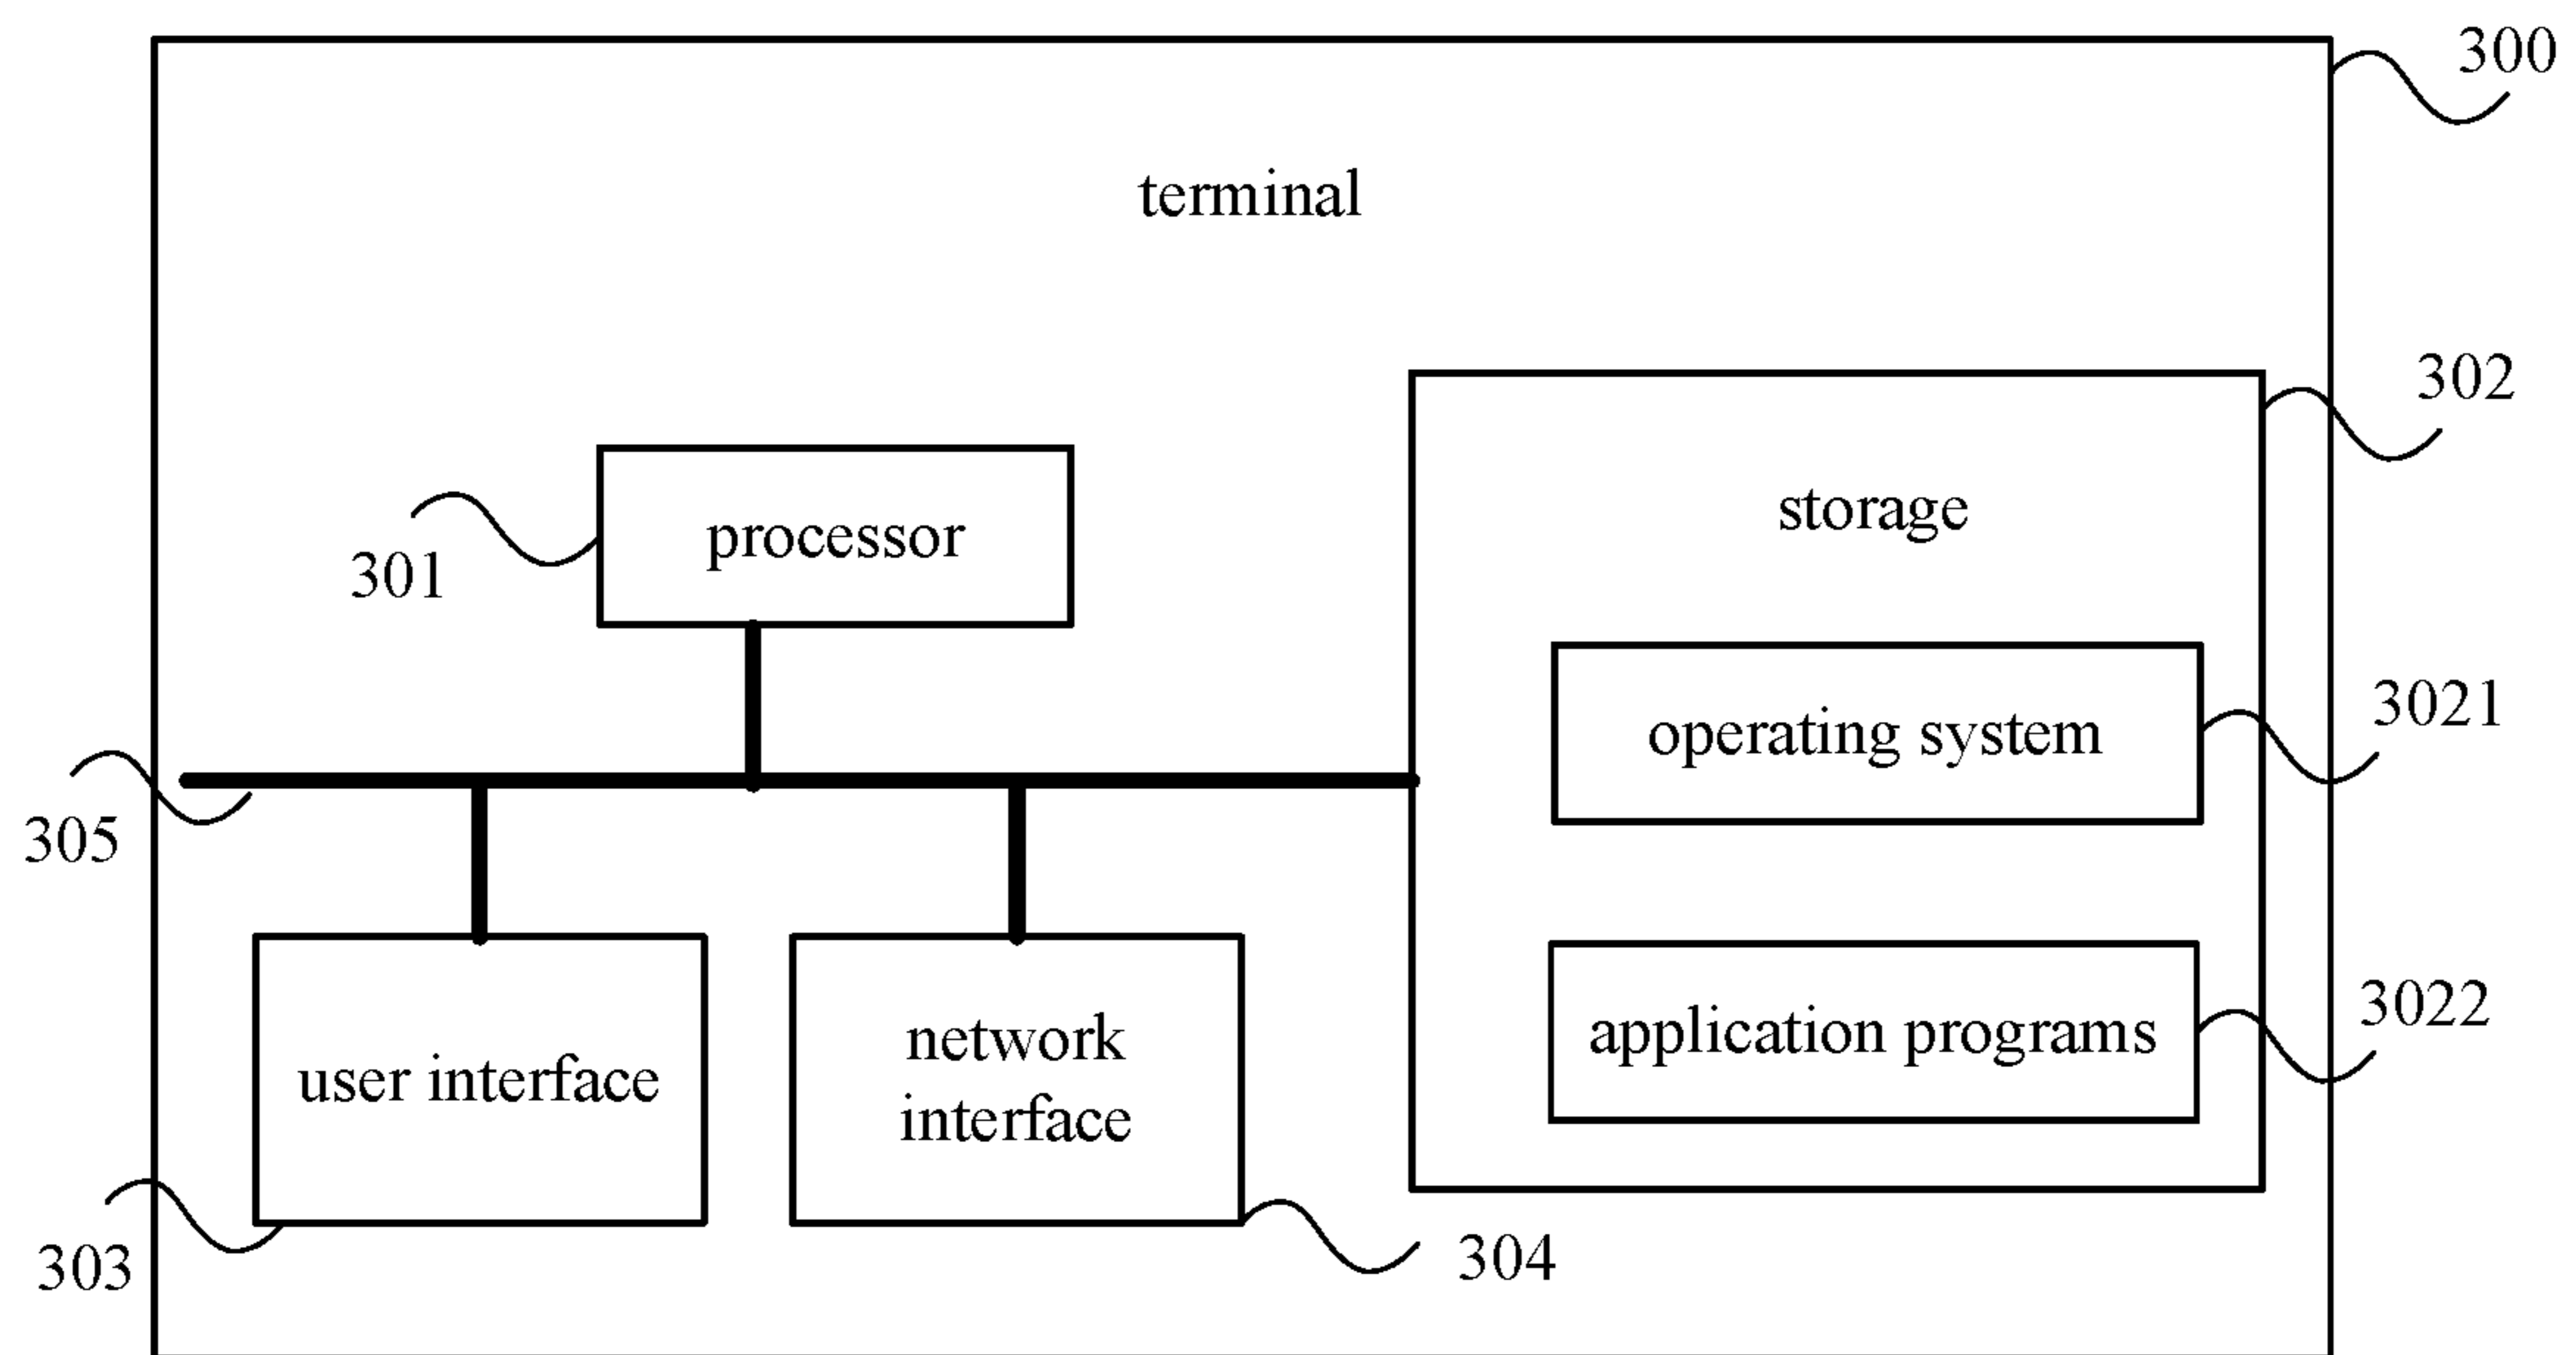 300
terminal
302
storage
processor
301
operating system
3021
305
application programs
3022
user interface
network
interface
303
304